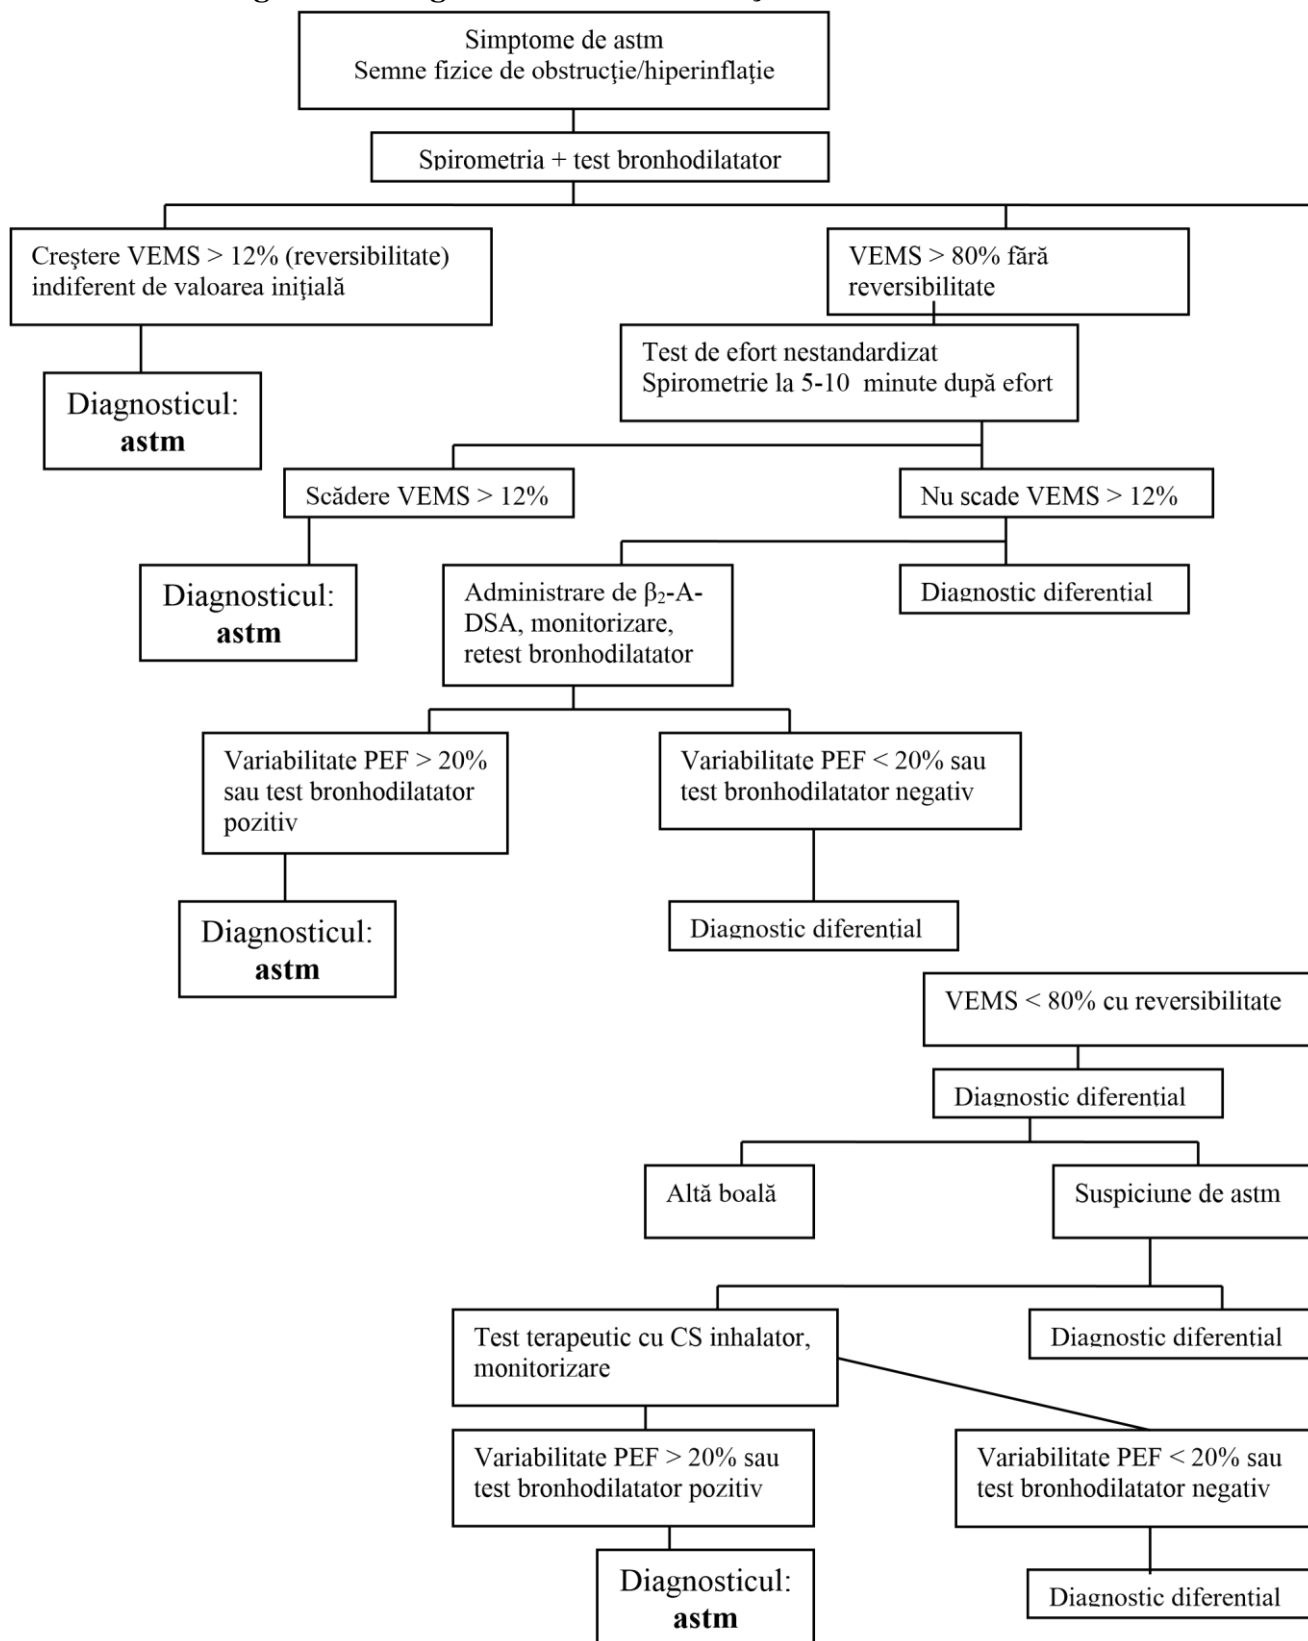 Simptome de astm
Semne fizice de obstrucţie/hiperinflaţie
Spirometria + test bronhodilatator
Creştere VEMS > 12% (reversibilitate)
indiferent de valoarea iniţială
VEMS > 80% fără
reversibilitate
Test de efort nestandardizat
Spirometrie la 5-10 minute după efort
Diagnosticul:
astm
Scădere VEMS > 12%
Nu scade VEMS > 12%
Diagnosticul:
astm
Administrare de β₂-A-
DSA, monitorizare,
retest bronhodilatator
Diagnostic diferenţial
Variabilitate PEF > 20%
sau test bronhodilatator
pozitiv
Variabilitate PEF < 20% sau
test bronhodilatator negativ
Diagnosticul:
astm
Diagnostic diferenţial
VEMS < 80% cu reversibilitate
Diagnostic diferenţial
Altă boală
Suspiciune de astm
Test terapeutic cu CS inhalator,
monitorizare
Diagnostic diferenţial
Variabilitate PEF > 20% sau
test bronhodilatator pozitiv
Variabilitate PEF < 20% sau
test bronhodilatator negativ
Diagnosticul:
astm
Diagnostic diferenţial